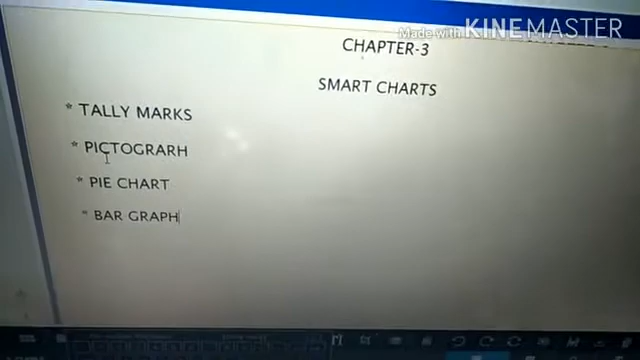 Made with KINEMASTER
CHAPTER-3
SMART CHARTS
* TALLY MARKS
* PICTOGRARH
* PIE CHART
* BAR GRAPH